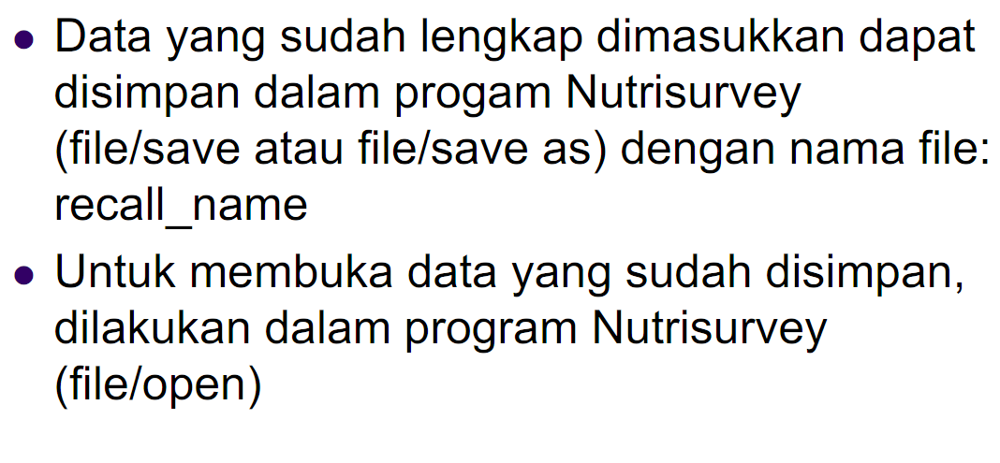 ● Data yang sudah lengkap dimasukkan dapat
disimpan dalam progam Nutrisurvey
(file/save atau file/save as) dengan nama file:
recall_name
● Untuk membuka data yang sudah disimpan,
dilakukan dalam program Nutrisurvey
(file/open)